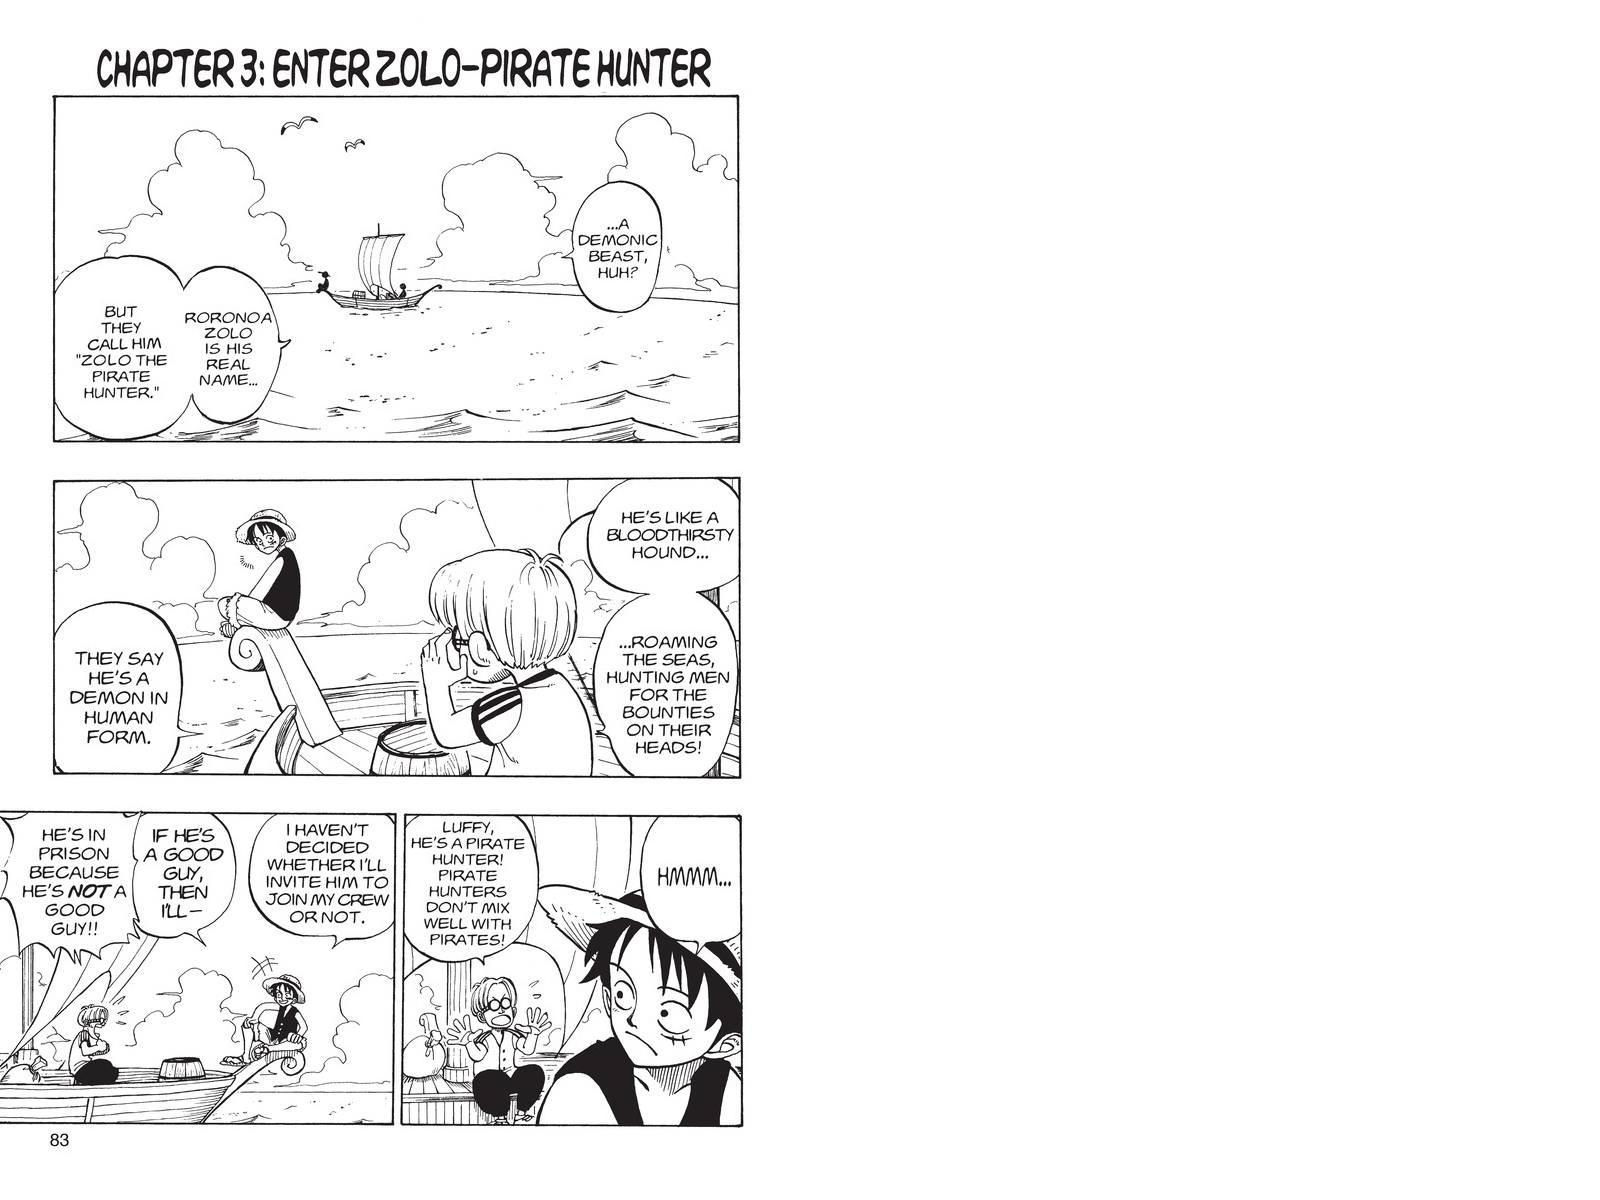 CHAPTER 3: ENTER ZOLO-PIRATE HUNTER
...A
DEMONIC
BEAST,
HUH?
RORONOA
ZOLO
IS HIS
REAL
NAME...
BUT
THEY
CALL HIM
"ZOLO THE
PIRATE
HUNTER."
HE'S LIKE A
BLOODTHIRSTY
HOUND...
...ROAMING
THE SEAS,
HUNTING MEN
FOR THE
BOUNTIES
ON THEIR
HEADS!
THEY SAY
HE'S A
DEMON IN
HUMAN
FORM.
HMMM...
LUFFY,
HE'S A PIRATE
HUNTER!
PIRATE
HUNTERS
DON'T MIX
WELL WITH
PIRATES!
I HAVEN'T
DECIDED
WHETHER I'LL
INVITE HIM TO
JOIN MY CREW
OR NOT.
IF HE'S
A GOOD
GUY,
THEN
I'LL—
HE'S IN
PRISON
BECAUSE
HE'S NOT A
GOOD
GUY!!
83